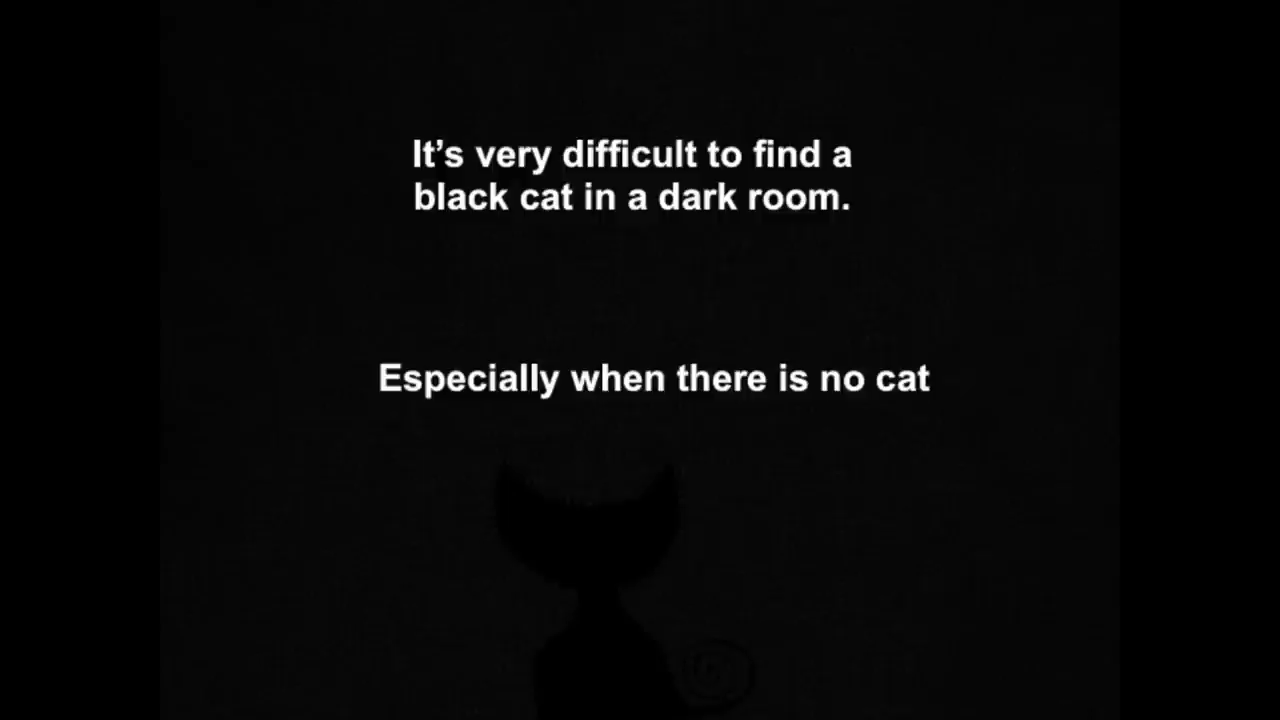 It’s very difficult to find a
black cat in a dark room.
Especially when there is no cat